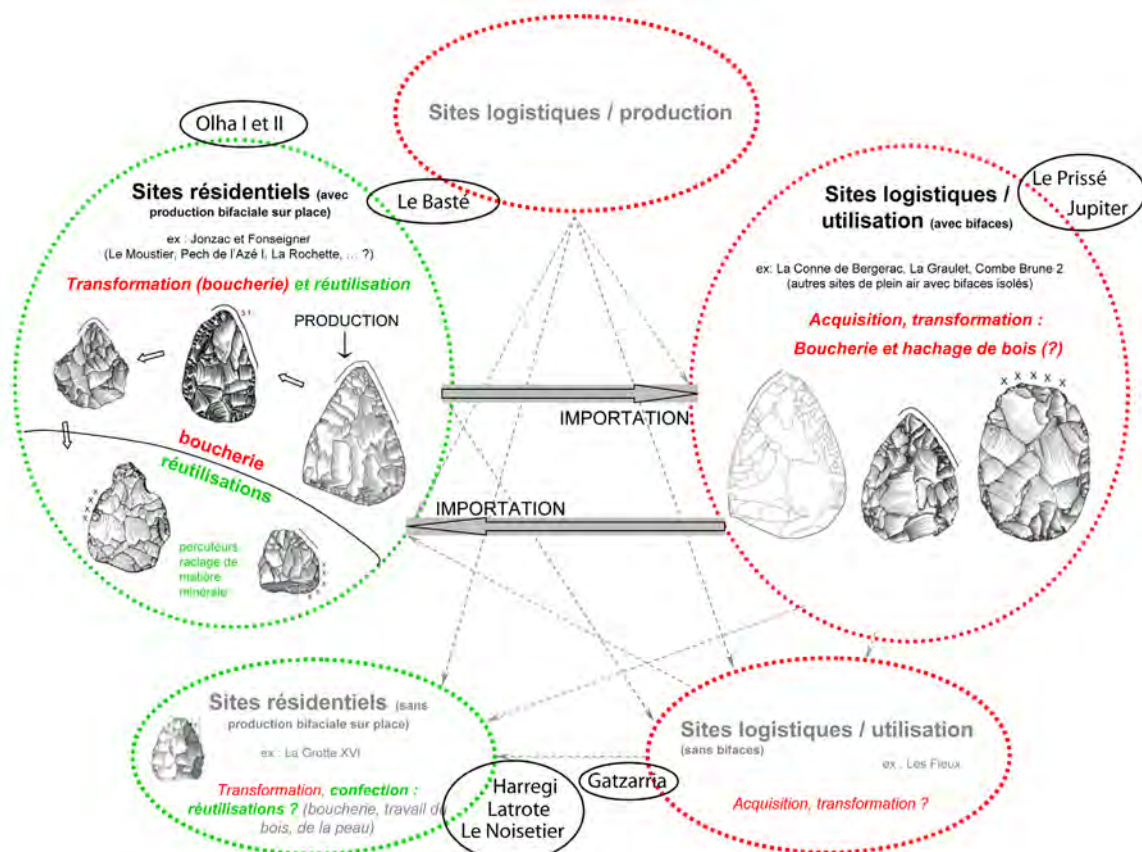 Sites logistiques / production
Olha I et II
Le Basté
Sites résidentiels (avec
production bifaciale sur place)
ex : Jonzac et Fonseigner
(Le Moustier, Pech de l'Azé I, La Rochette, ... ?)
Transformation (boucherie) et réutilisation
PRODUCTION
boucherie
réutilisations
percuteurs
raclage de
matière
minérale
IMPORTATION
IMPORTATION
Le Prissé
Jupiter
Sites logistiques /
utilisation (avec bifaces)
ex: La Conne de Bergerac, La Graulet, Combe Brune 2
(autres sites de plein air avec bifaces isolés)
Acquisition, transformation :
Boucherie et hachage de bois (?)
x x x x x
x x x x
x x x x
Sites résidentiels (sans
production bifaciale sur place)
ex : La Grotte XVI
Transformation, confection :
réutilisations ? (boucherie, travail du
bois, de la peau)
Harregi
Latrote
Le Noisetier
Gatzarria
Sites logistiques / utilisation
(sans bifaces)
ex : Les Fieux
Acquisition, transformation ?